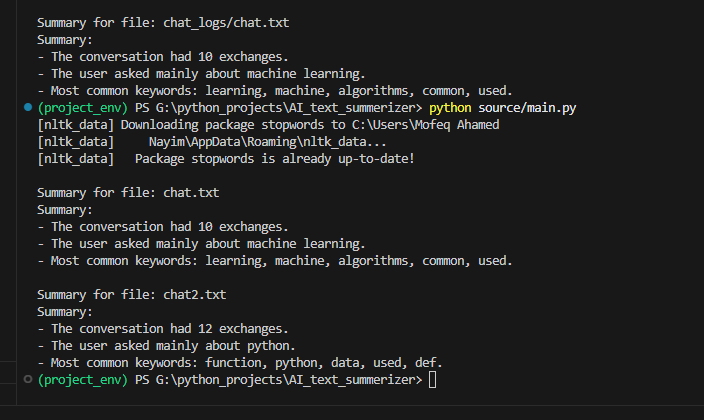 Summary for file: chat_logs/chat.txt
Summary:
- The conversation had 10 exchanges.
- The user asked mainly about machine learning.
- Most common keywords: learning, machine, algorithms, common, used.
(project_env) PS G:\python_projects\AI_text_summerizer> python source/main.py
[nltk_data] Downloading package stopwords to C:\Users\Mofeq Ahamed
[nltk_data]     Nayim\AppData\Roaming\nltk_data...
[nltk_data]   Package stopwords is already up-to-date!
Summary for file: chat.txt
Summary:
- The conversation had 10 exchanges.
- The user asked mainly about machine learning.
- Most common keywords: learning, machine, algorithms, common, used.
Summary for file: chat2.txt
Summary:
- The conversation had 12 exchanges.
- The user asked mainly about python.
- Most common keywords: function, python, data, used, def.
(project_env) PS G:\python_projects\AI_text_summerizer>